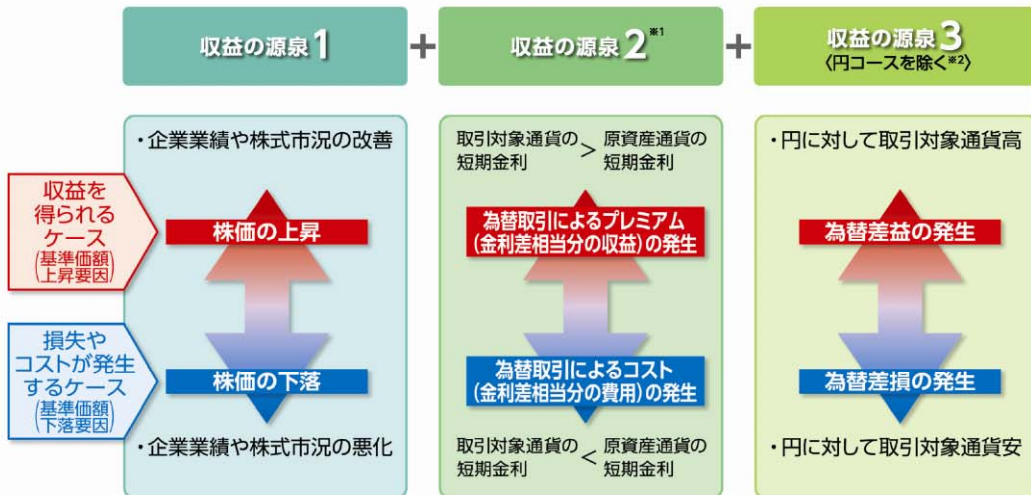 収益の源泉1
+
収益の源泉2※1
+
収益の源泉3
〈円コースを除く※2〉
収益を
得られる
ケース
(基準価額
上昇要因)
損失や
コストが発生
するケース
(基準価額
下落要因)
・企業業績や株式市況の改善
株価の上昇
株価の下落
・企業業績や株式市況の悪化
取引対象通貨の
短期金利
>
原資産通貨の
短期金利
為替取引によるプレミアム
(金利差相当分の収益)の発生
為替取引によるコスト
(金利差相当分の費用)の発生
取引対象通貨の
短期金利
<
原資産通貨の
短期金利
・円に対して取引対象通貨高
為替差益の発生
為替差損の発生
・円に対して取引対象通貨安